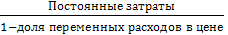 Постоянные затраты
1−доля переменных расходов в цене